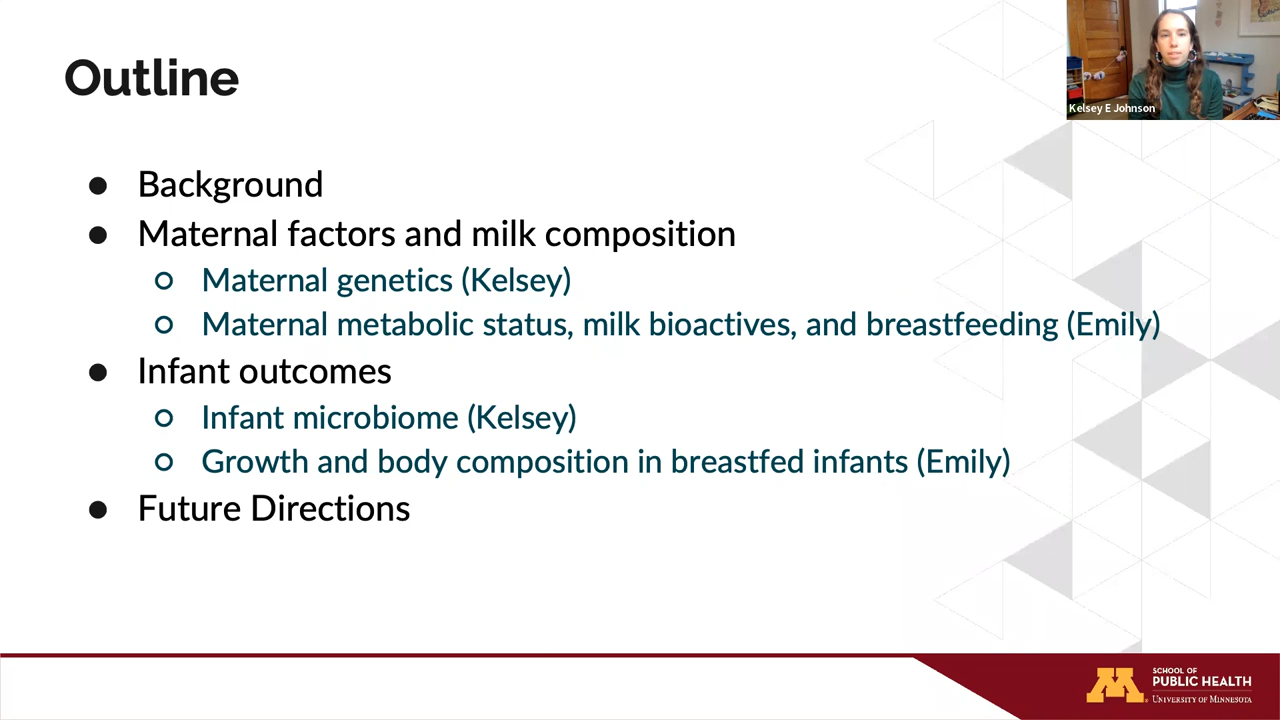 Outline
Kelsey E Johnson
● Background
● Maternal factors and milk composition
○ Maternal genetics (Kelsey)
○ Maternal metabolic status, milk bioactives, and breastfeeding (Emily)
● Infant outcomes
○ Infant microbiome (Kelsey)
○ Growth and body composition in breastfed infants (Emily)
● Future Directions
M
SCHOOL OF
PUBLIC HEALTH
UNIVERSITY OF MINNESOTA